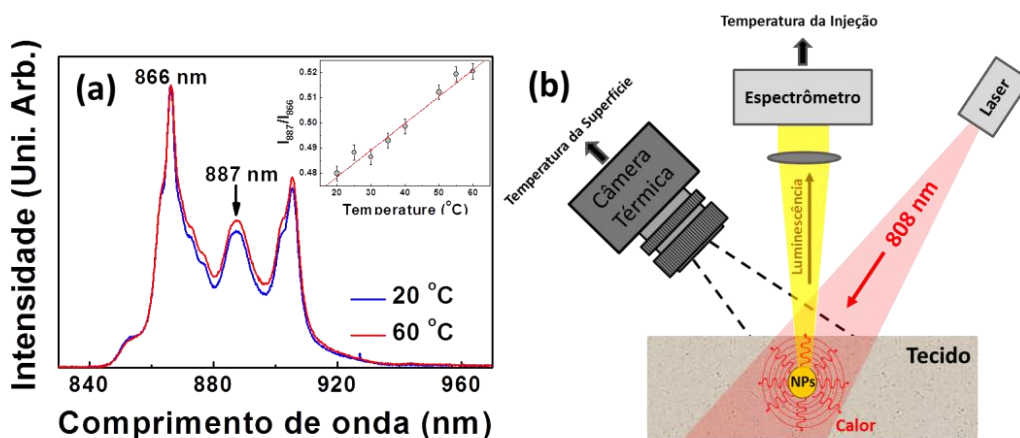 (a)
866 nm
887 nm
Intensidade (Uni. Arb.)
I887/I866
0.52
0.51
0.50
0.49
0.48
20 30 40 50 60
Temperature (°C)
20 °C
60 °C
840 880 920 960
Comprimento de onda (nm)
(b)
Temperatura da Injeção
Espectrômetro
Laser
Temperatura da Superfície
Câmera
Térmica
Luminescência
808 nm
Tecido
NPs
Calor